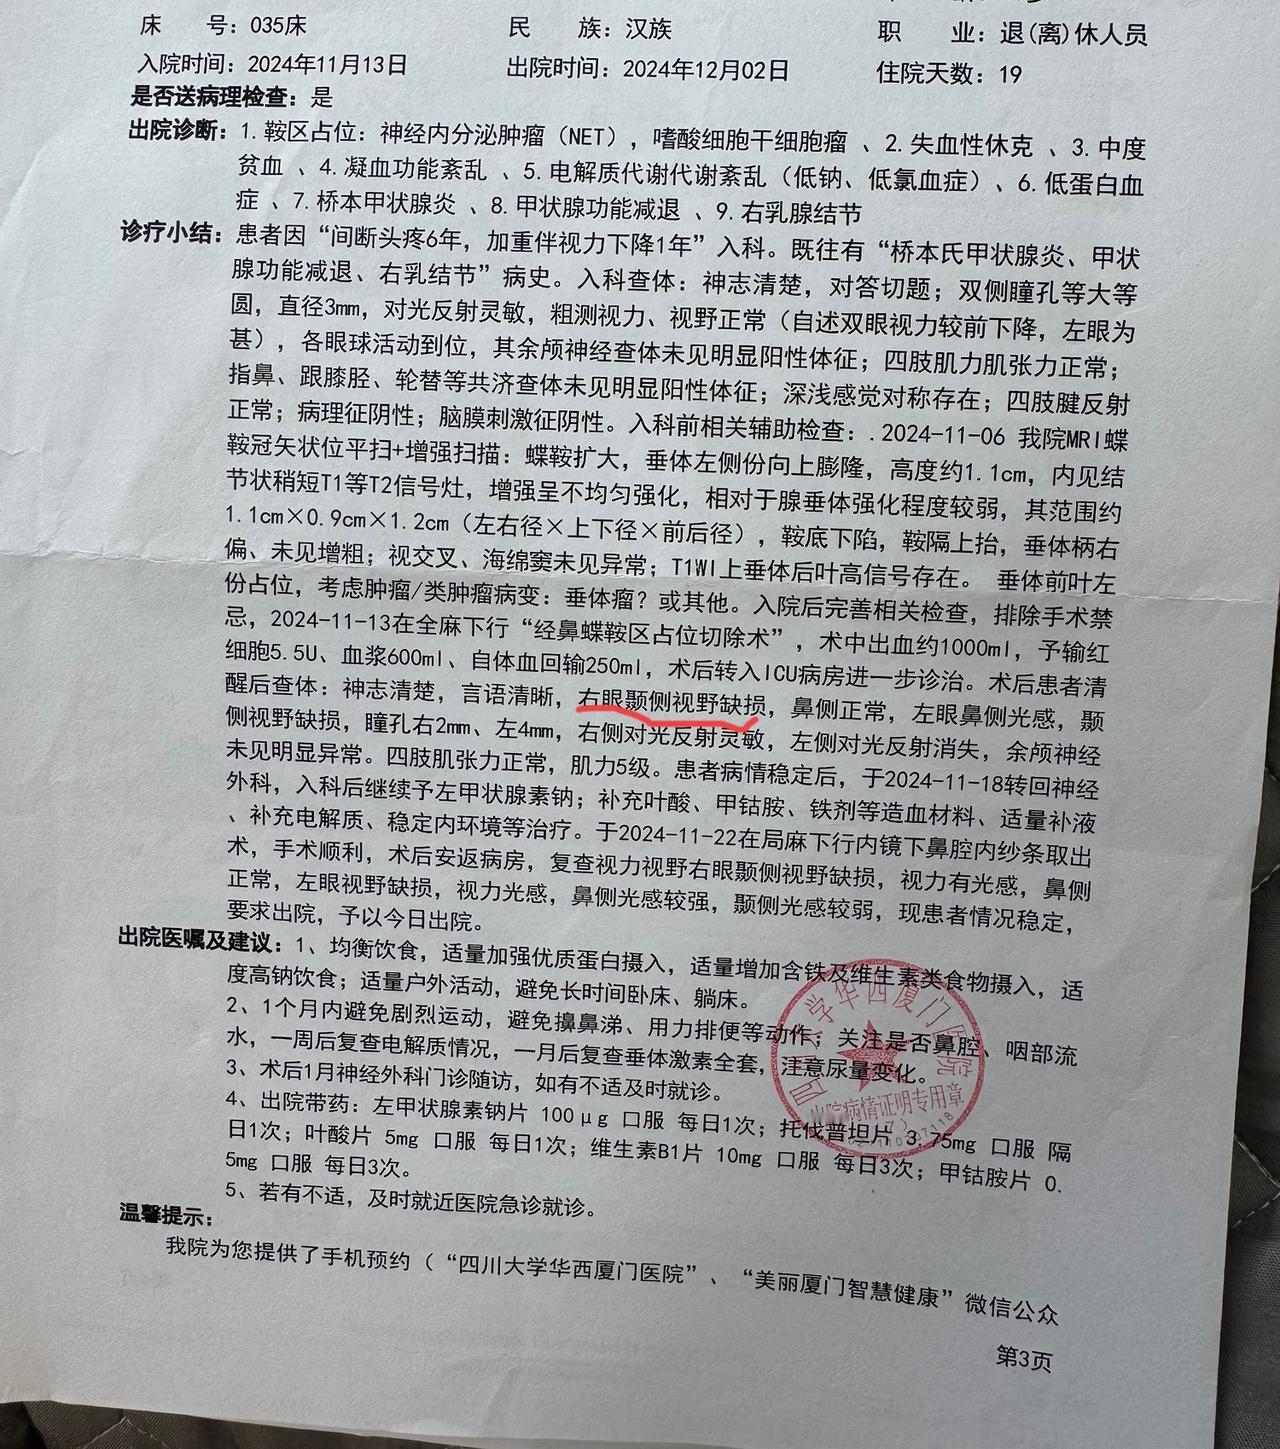 床　　号：035床　　民　　族：汉族　　职　　业：退(离)休人员
入院时间：2024年11月13日　　出院时间：2024年12月02日　　住院天数：19
是否送病理检查：是
出院诊断：1.鞍区占位：神经内分泌肿瘤（NET），嗜酸细胞干细胞瘤 、2.失血性休克 、3.中度
贫血 、4.凝血功能紊乱 、5.电解质代谢代谢紊乱（低钠、低氯血症）、6.低蛋白血
症 、7.桥本甲状腺炎 、8.甲状腺功能减退 、9.右乳腺结节
诊疗小结：患者因“间断头疼6年，加重伴视力下降1年”入科。既往有“桥本氏甲状腺炎、甲状
腺功能减退、右乳结节”病史。入科查体：神志清楚，对答切题；双侧瞳孔等大等
圆，直径3mm，对光反射灵敏，粗测视力、视野正常（自述双眼视力较前下降，左眼为
甚），各眼球活动到位，其余颅神经查体未见明显阳性体征；四肢肌力肌张力正常；
指鼻、跟膝胫、轮替等共济查体未见明显阳性体征；深浅感觉对称存在；四肢腱反射
正常；病理征阴性；脑膜刺激征阴性。入科前相关辅助检查：.2024-11-06 我院MRI蝶
鞍冠矢状位平扫+增强扫描：蝶鞍扩大，垂体左侧份向上膨隆，高度约1.1cm，内见结
节状稍短T1等T2信号灶，增强呈不均匀强化，相对于腺垂体强化程度较弱，其范围约
1.1cm×0.9cm×1.2cm（左右径×上下径×前后径），鞍底下陷，鞍隔上抬，垂体柄右
偏、未见增粗；视交叉、海绵窦未见异常；T1WI上垂体后叶高信号存在。 垂体前叶左
份占位，考虑肿瘤/类肿瘤病变：垂体瘤？或其他。入院后完善相关检查，排除手术禁
忌，2024-11-13在全麻下行“经鼻蝶鞍区占位切除术”，术中出血约1000ml，予输红
细胞5.5U、血浆600ml、自体血回输250ml，术后转入ICU病房进一步诊治。术后患者清
醒后查体：神志清楚，言语清晰，右眼颞侧视野缺损，鼻侧正常，左眼鼻侧光感，颞
侧视野缺损，瞳孔右2mm、左4mm，右侧对光反射灵敏，左侧对光反射消失，余颅神经
未见明显异常。四肢肌张力正常，肌力5级。患者病情稳定后，于2024-11-18转回神经
外科，入科后继续予左甲状腺素钠；补充叶酸、甲钴胺、铁剂等造血材料、适量补液
、补充电解质、稳定内环境等治疗。于2024-11-22在局麻下行内镜下鼻腔内纱条取出
术，手术顺利，术后安返病房，复查视力视野右眼颞侧视野缺损，视力有光感，鼻侧
正常，左眼视野缺损，视力光感，鼻侧光感较强，颞侧光感较弱，现患者情况稳定，
要求出院，予以今日出院。
出院医嘱及建议：1、均衡饮食，适量加强优质蛋白摄入，适量增加含铁及维生素类食物摄入，适
度高钠饮食；适量户外活动，避免长时间卧床、躺床。
2、1个月内避免剧烈运动，避免擤鼻涕、用力排便等动作；关注是否鼻腔、咽部流
水，一周后复查电解质情况，一月后复查垂体激素全套，注意尿量变化。
3、术后1月神经外科门诊随访，如有不适及时就诊。
4、出院带药：左甲状腺素钠片 100μg 口服 每日1次；托伐普坦片 3.75mg 口服 隔
日1次；叶酸片 5mg 口服 每日1次；维生素B1片 10mg 口服 每日3次；甲钴胺片 0.
5mg 口服 每日3次。
5、若有不适，及时就近医院急诊就诊。
温馨提示：
我院为您提供了手机预约（“四川大学华西厦门医院”、“美丽厦门智慧健康”微信公众
第3页
四川大学华西厦门医院
出院病情证明专用章